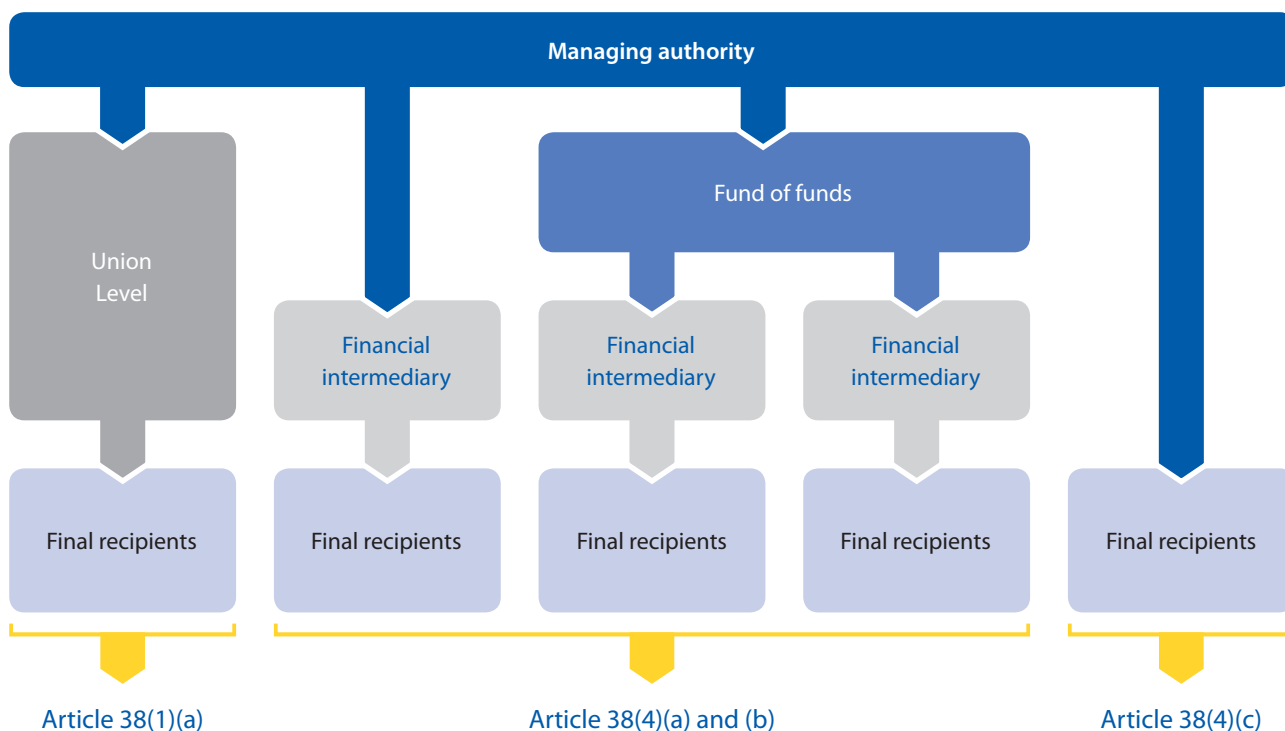 Managing authority
Fund of funds
Union
Level
Financial
intermediary
Financial
intermediary
Financial
intermediary
Final recipients
Final recipients
Final recipients
Final recipients
Final recipients
Article 38(1)(a)
Article 38(4)(a) and (b)
Article 38(4)(c)